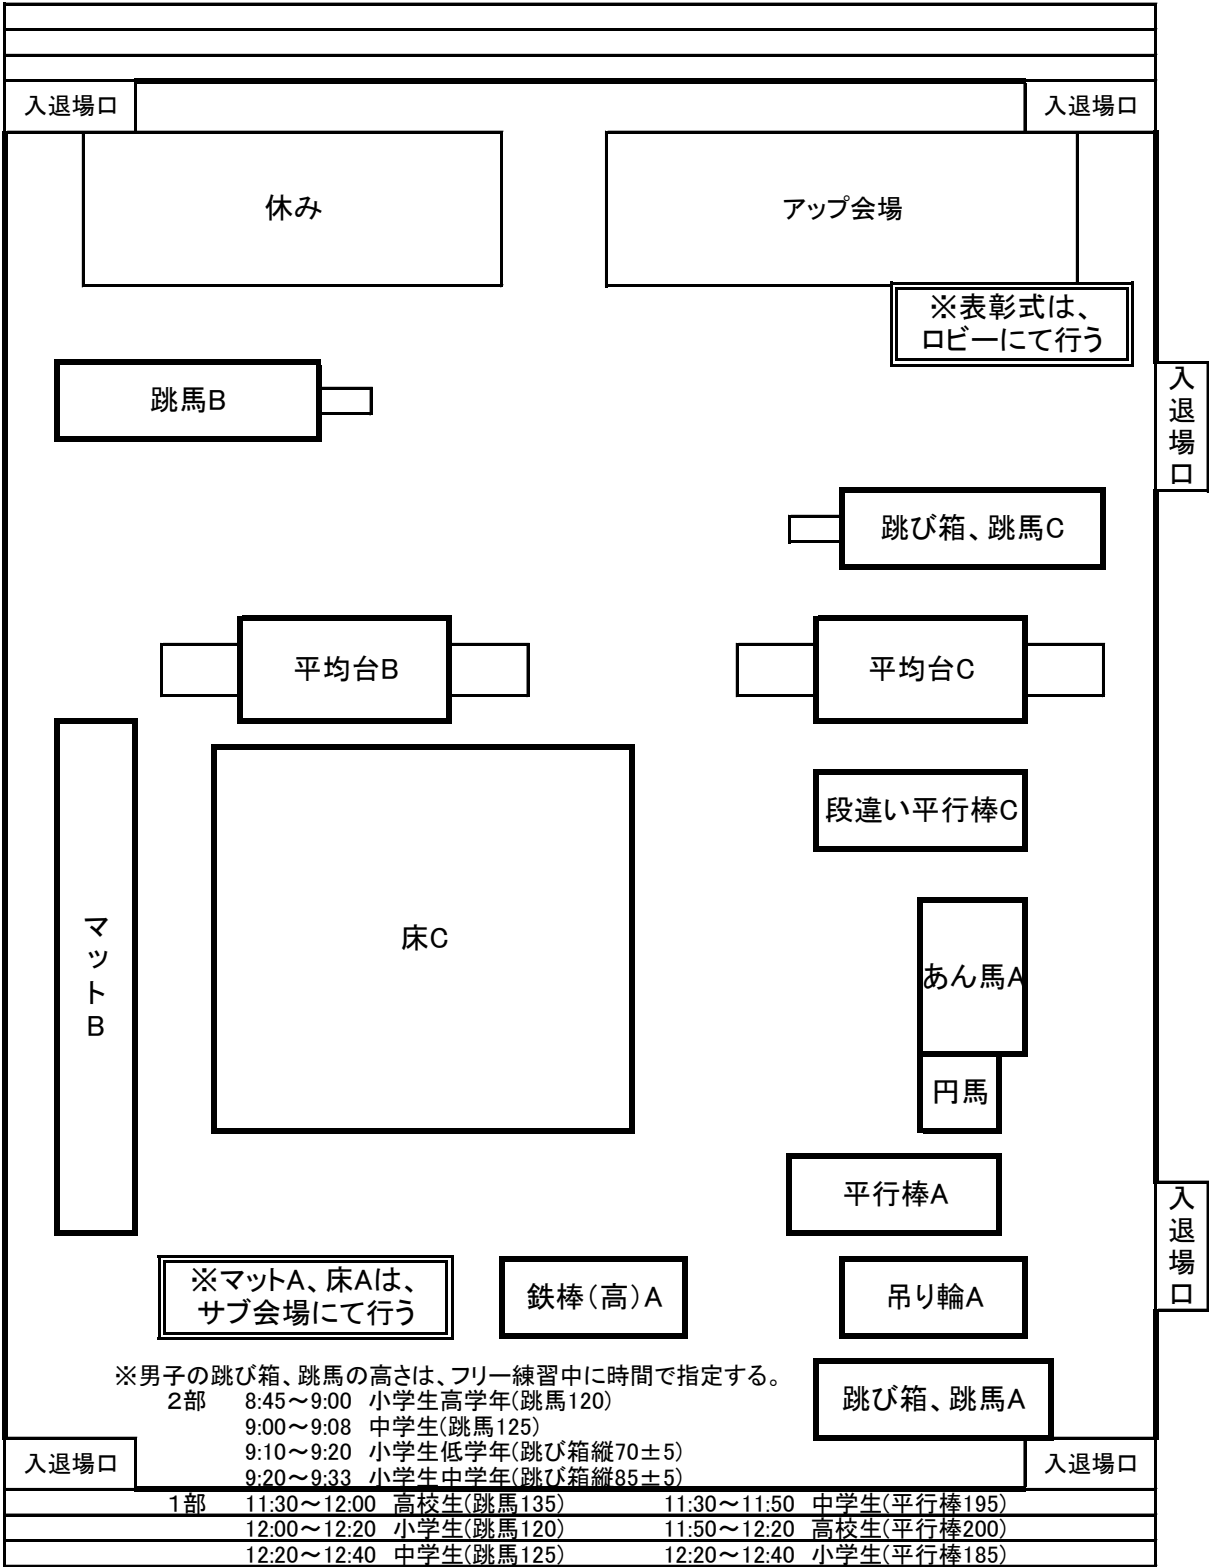 入退場口
入退場口
休み
アップ会場
※表彰式は、
ロビーにて行う
跳馬B
入退場口
跳び箱、跳馬C
平均台B
平均台C
段違い平行棒C
マットB
床C
あん馬A
円馬
平行棒A
入退場口
※マットA、床Aは、
サブ会場にて行う
鉄棒(高)A
吊り輪A
※男子の跳び箱、跳馬の高さは、フリー練習中に時間で指定する。
跳び箱、跳馬A
2部 8:45～9:00 小学生高学年(跳馬120)
9:00～9:08 中学生(跳馬125)
9:10～9:20 小学生低学年(跳び箱縦70±5)
入退場口
入退場口
9:20～9:33 小学生中学年(跳び箱縦85±5)
1部 11:30～12:00 高校生(跳馬135) 11:30～11:50 中学生(平行棒195)
12:00～12:20 小学生(跳馬120) 11:50～12:20 高校生(平行棒200)
12:20～12:40 中学生(跳馬125) 12:20～12:40 小学生(平行棒185)